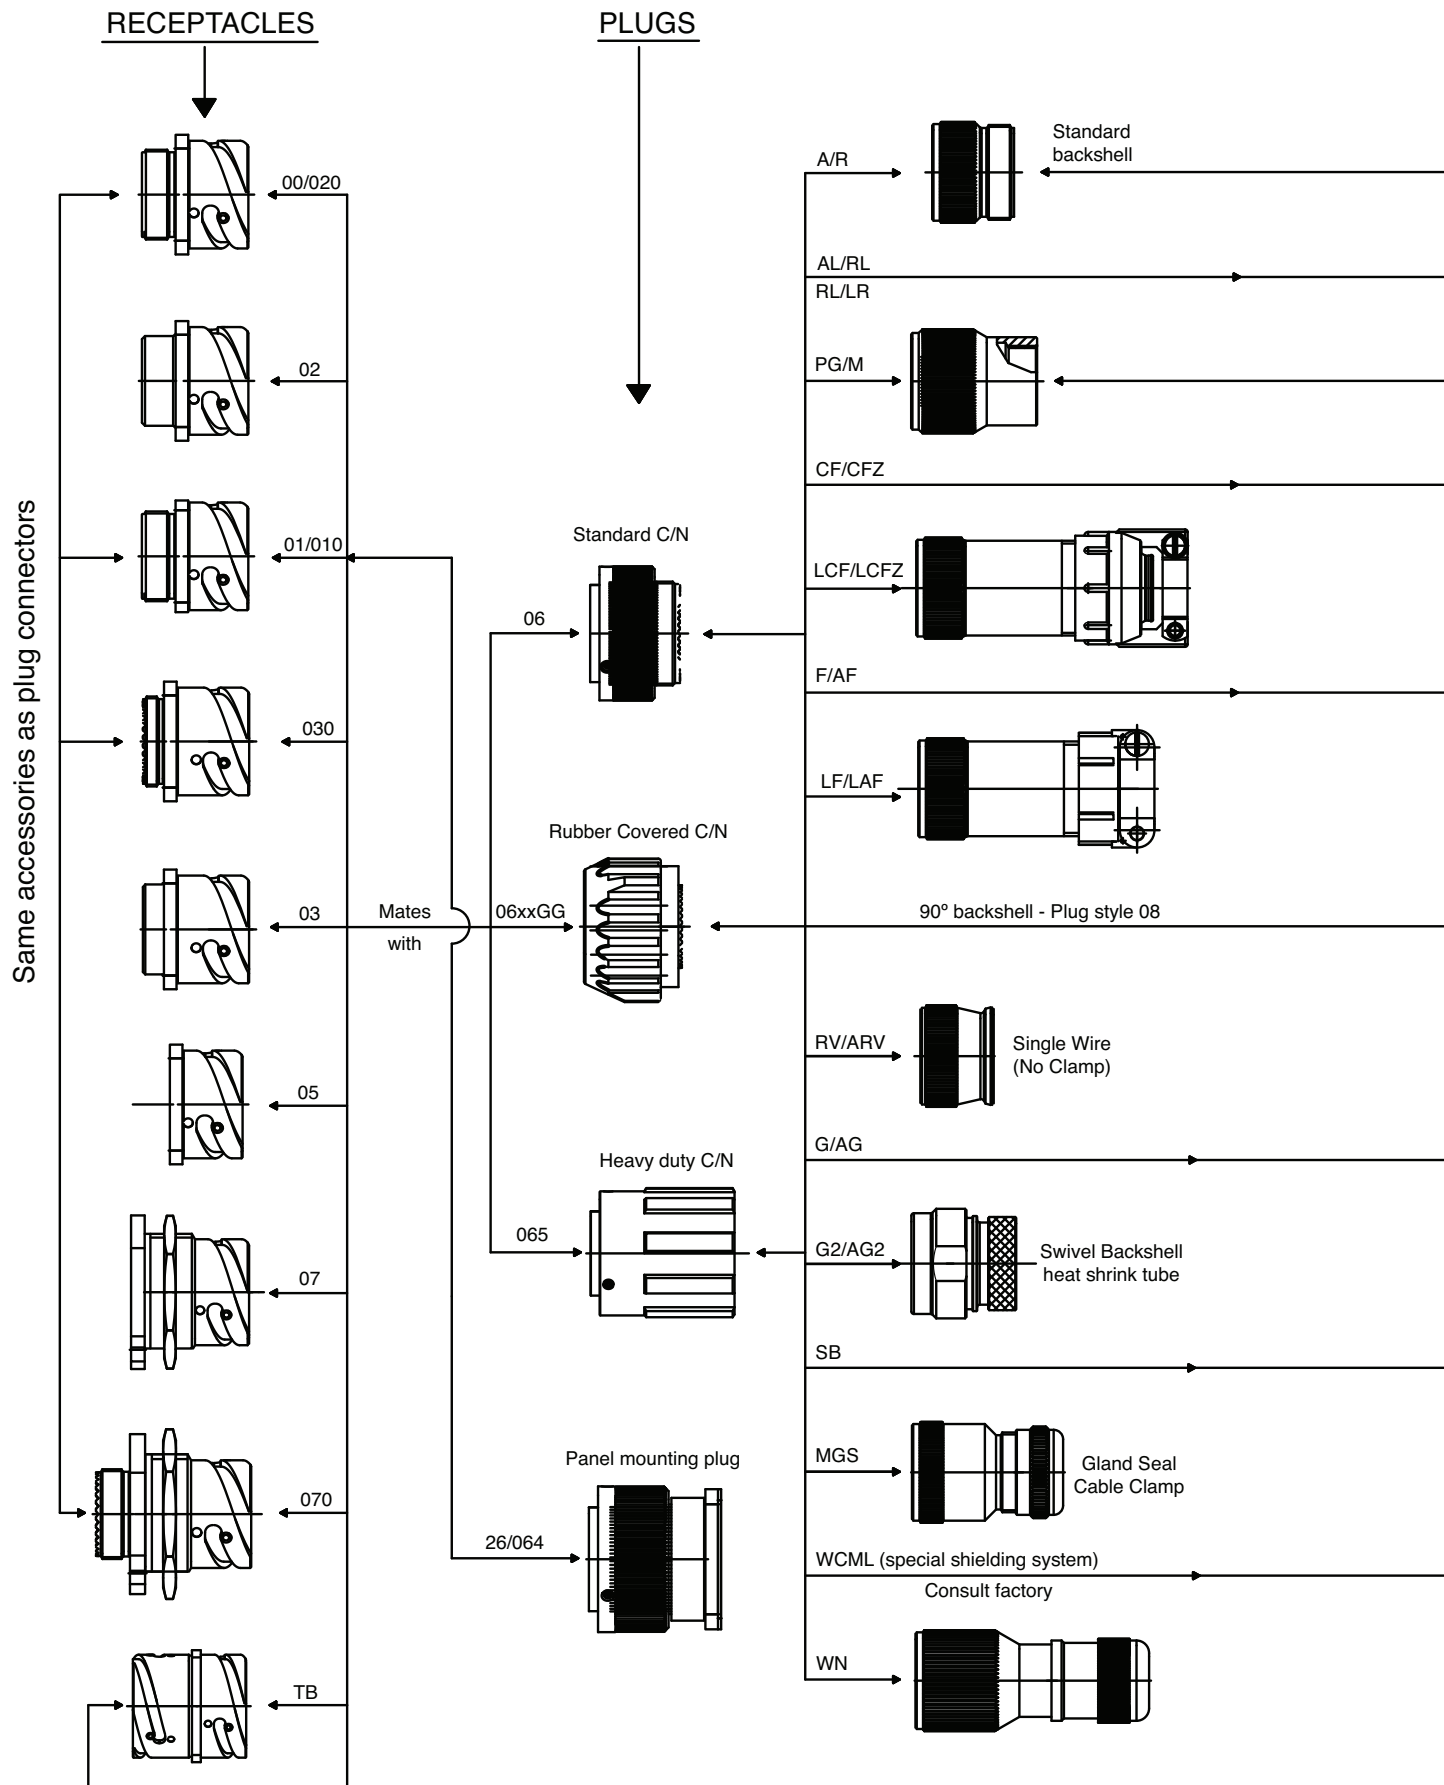 RECEPTACLES
PLUGS
00/020
02
01/010
030
03
05
07
070
TB
Same accessories as plug connectors
Mates
with
Standard C/N
06
Rubber Covered C/N
06xxGG
Heavy duty C/N
065
Panel mounting plug
26/064
A/R
Standard
backshell
AL/RL
RL/LR
PG/M
CF/CFZ
LCF/LCFZ
F/AF
LF/LAF
90º backshell - Plug style 08
RV/ARV
Single Wire
(No Clamp)
G/AG
G2/AG2
Swivel Backshell
heat shrink tube
SB
MGS
Gland Seal
Cable Clamp
WCML (special shielding system)
Consult factory
WN